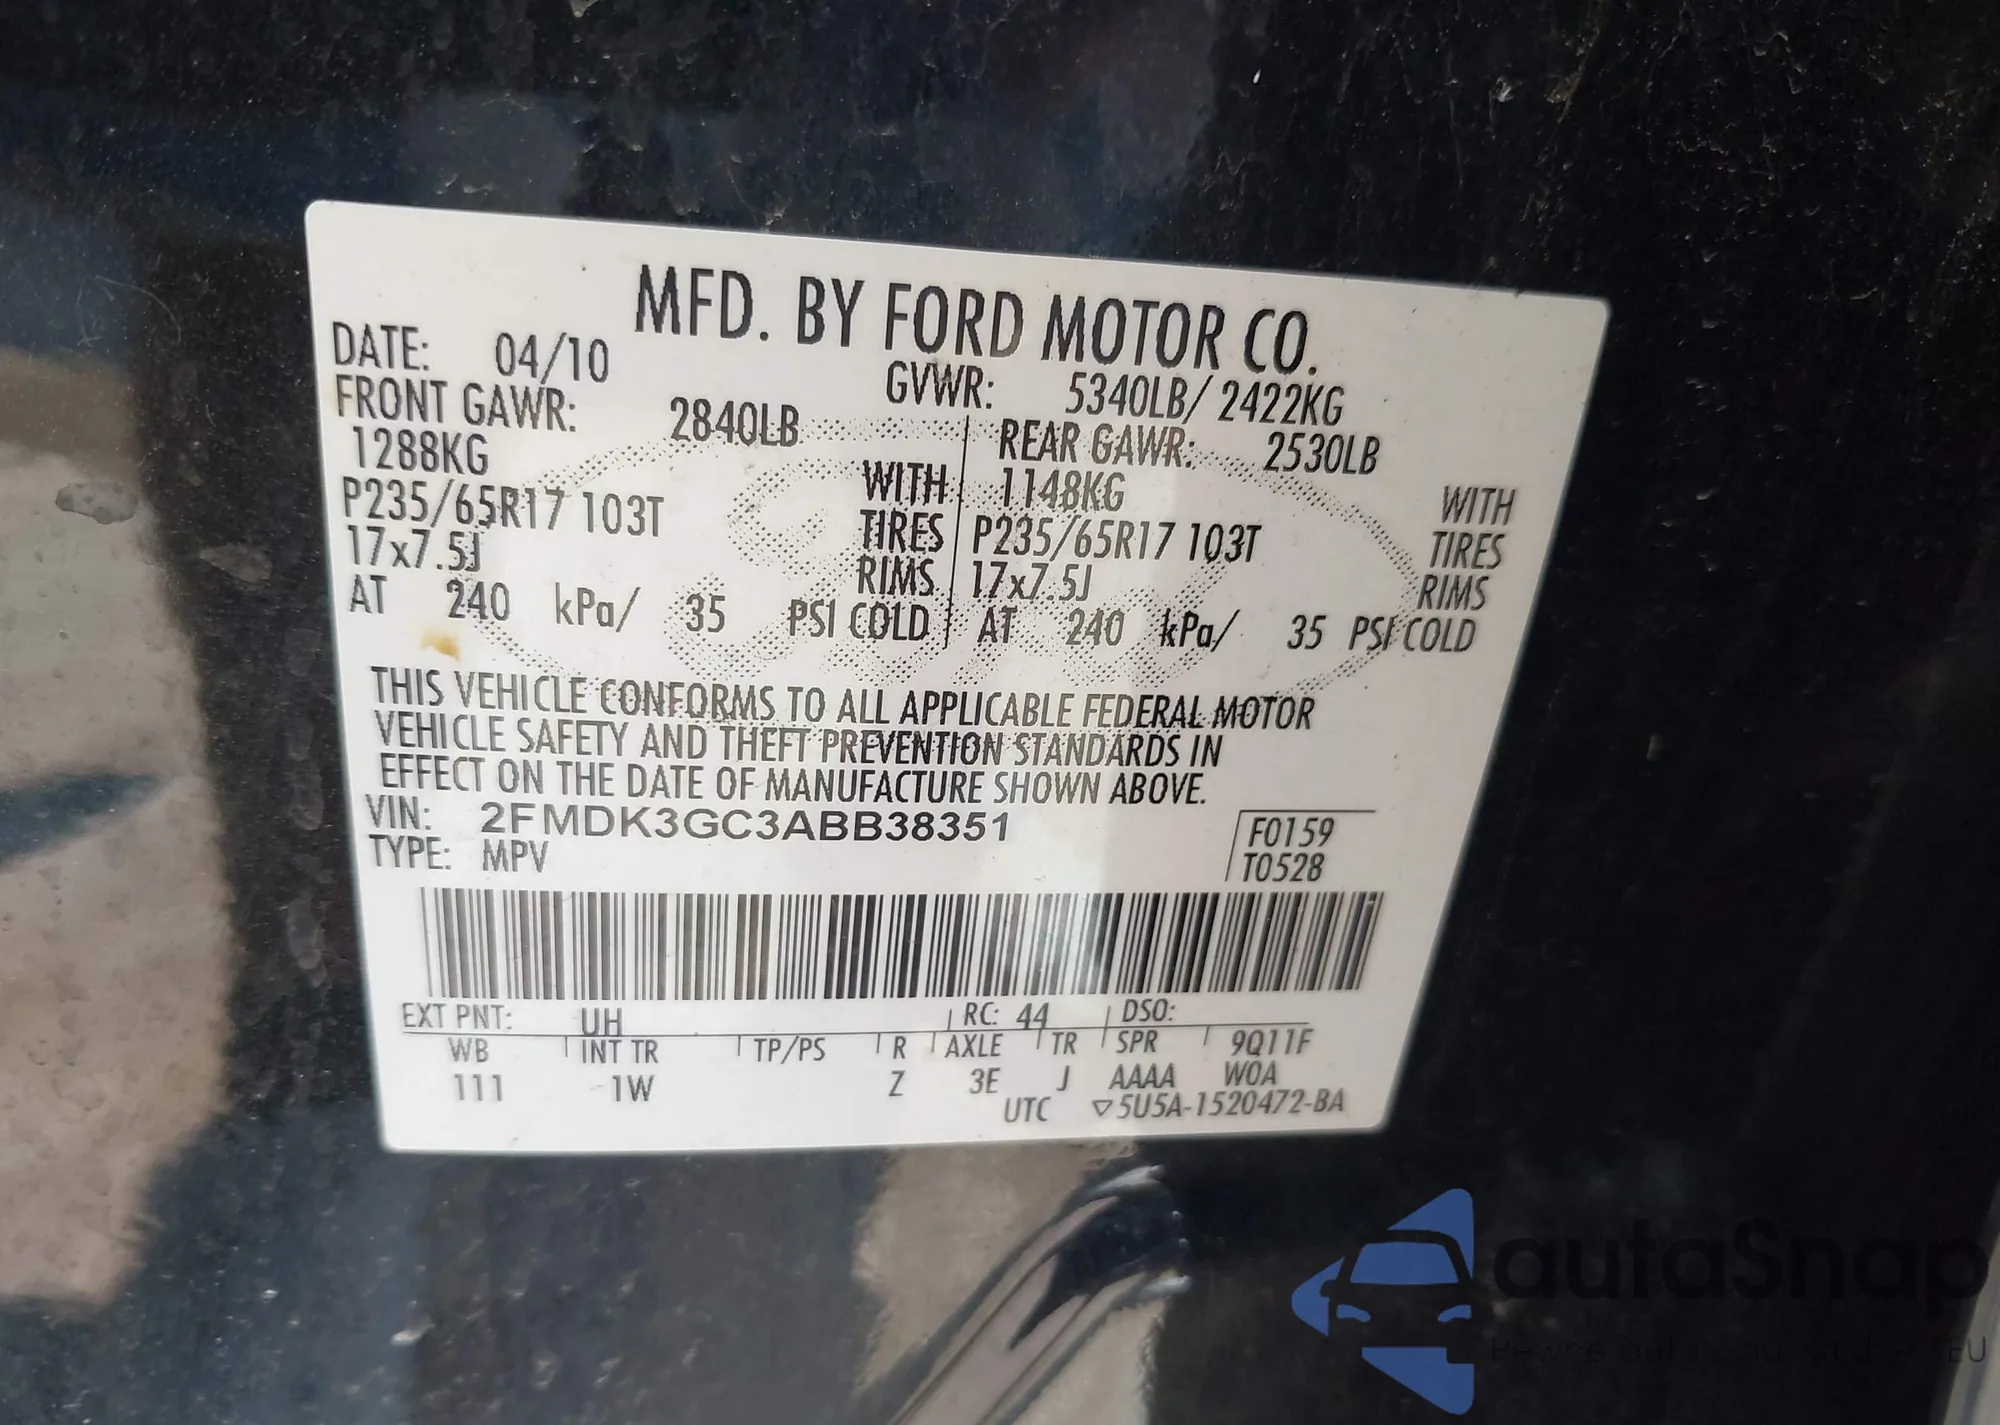 MFD. BY FORD MOTOR CO.
DATE: 04/10 GVWR: 5340LB/ 2422KG
FRONT GAWR: 2840LB REAR GAWR: 2530LB
1288KG WITH 1148KG WITH
P235/65R17 103T TIRES P235/65R17 103T TIRES
17x7.5J RIMS 17x7.5J RIMS
AT 240 kPa/ 35 PSI COLD AT 240 kPa/ 35 PSI COLD
THIS VEHICLE CONFORMS TO ALL APPLICABLE FEDERAL MOTOR
VEHICLE SAFETY AND THEFT PREVENTION STANDARDS IN
EFFECT ON THE DATE OF MANUFACTURE SHOWN ABOVE.
VIN: 2FMDK3GC3ABB38351 F0159
TYPE: MPV T0528
EXT PNT: UH RC: 44 DSO:
WB INT TR TP/PS R AXLE TR SPR 9Q11F
111 1W Z 3E J AAAA W0A
UTC ▽5U5A-1520472-BA
autaSnap
EU